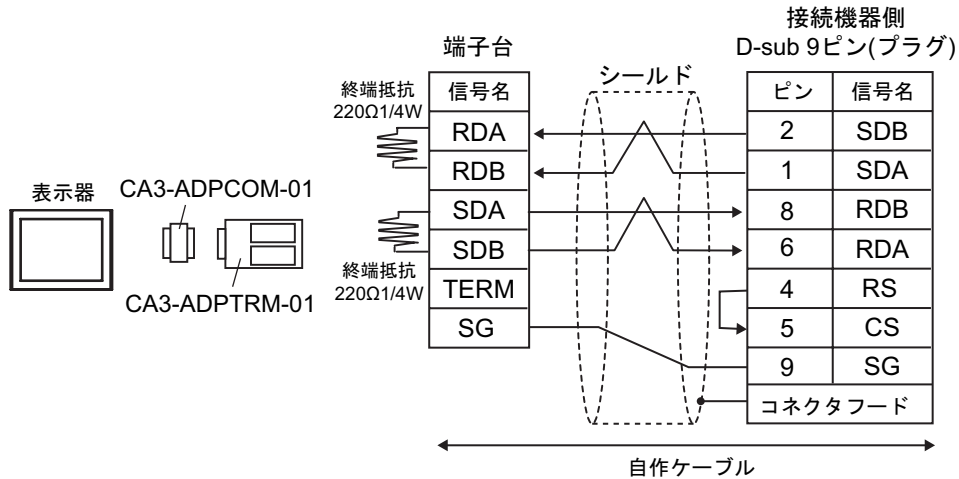 接続機器側
D-sub 9ピン(プラグ)
端子台
シールド
終端抵抗
220Ω1/4W
信号名
RDA
RDB
SDA
SDB
TERM
SG
終端抵抗
220Ω1/4W
表示器
CA3-ADPCOM-01
CA3-ADPTRM-01
ピン 信号名
2 SDB
1 SDA
8 RDB
6 RDA
4 RS
5 CS
9 SG
コネクタフード
自作ケーブル